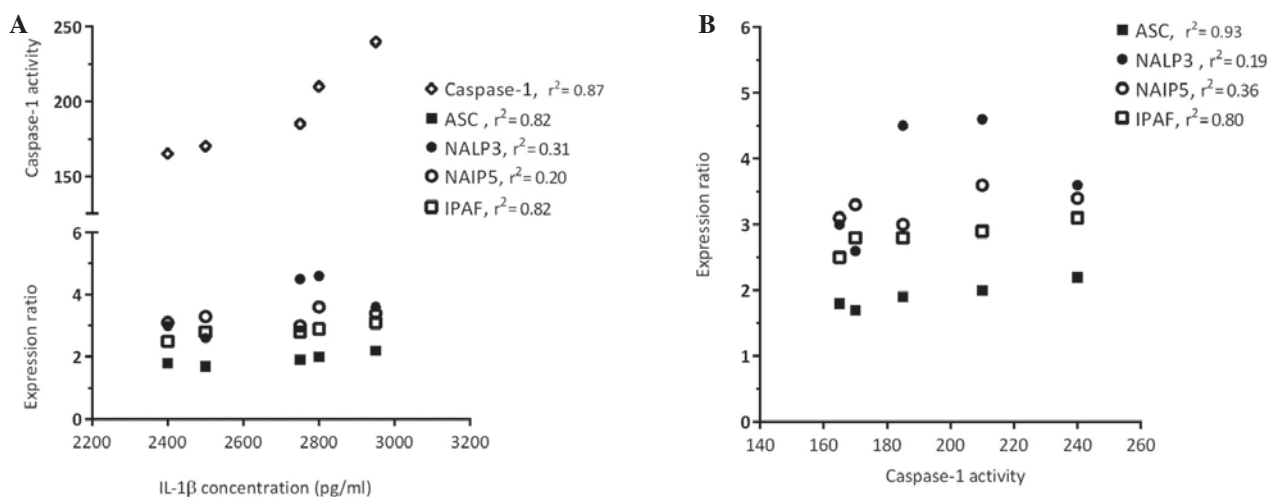 A
250
200
150
Caspase-1 activity
Caspase-1, r²= 0.87
ASC , r²= 0.82
NALP3, r²= 0.31
NAIP5, r²= 0.20
IPAF, r²= 0.82
6
4
2
0
Expression ratio
2200 2400 2600 2800 3000 3200
IL-1β concentration (pg/ml)
B
6
5
4
3
2
1
0
Expression ratio
ASC, r²= 0.93
NALP3 , r²= 0.19
NAIP5, r²= 0.36
IPAF, r²= 0.80
140 160 180 200 220 240 260
Caspase-1 activity